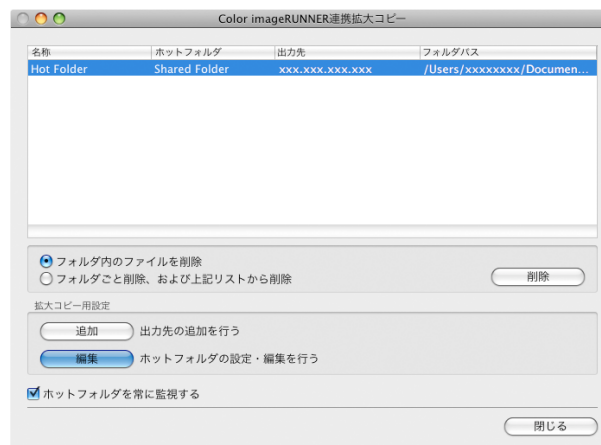 Color imageRUNNER連携拡大コピー
名称 ホットフォルダ 出力先 フォルダパス
Hot Folder Shared Folder xxx.xxx.xxx.xxx /Users/xxxxxxxx/Documen...
フォルダ内のファイルを削除
フォルダごと削除、および上記リストから削除 削除
拡大コピー用設定
追加 出力先の追加を行う
編集 ホットフォルダの設定・編集を行う
ホットフォルダを常に監視する
閉じる